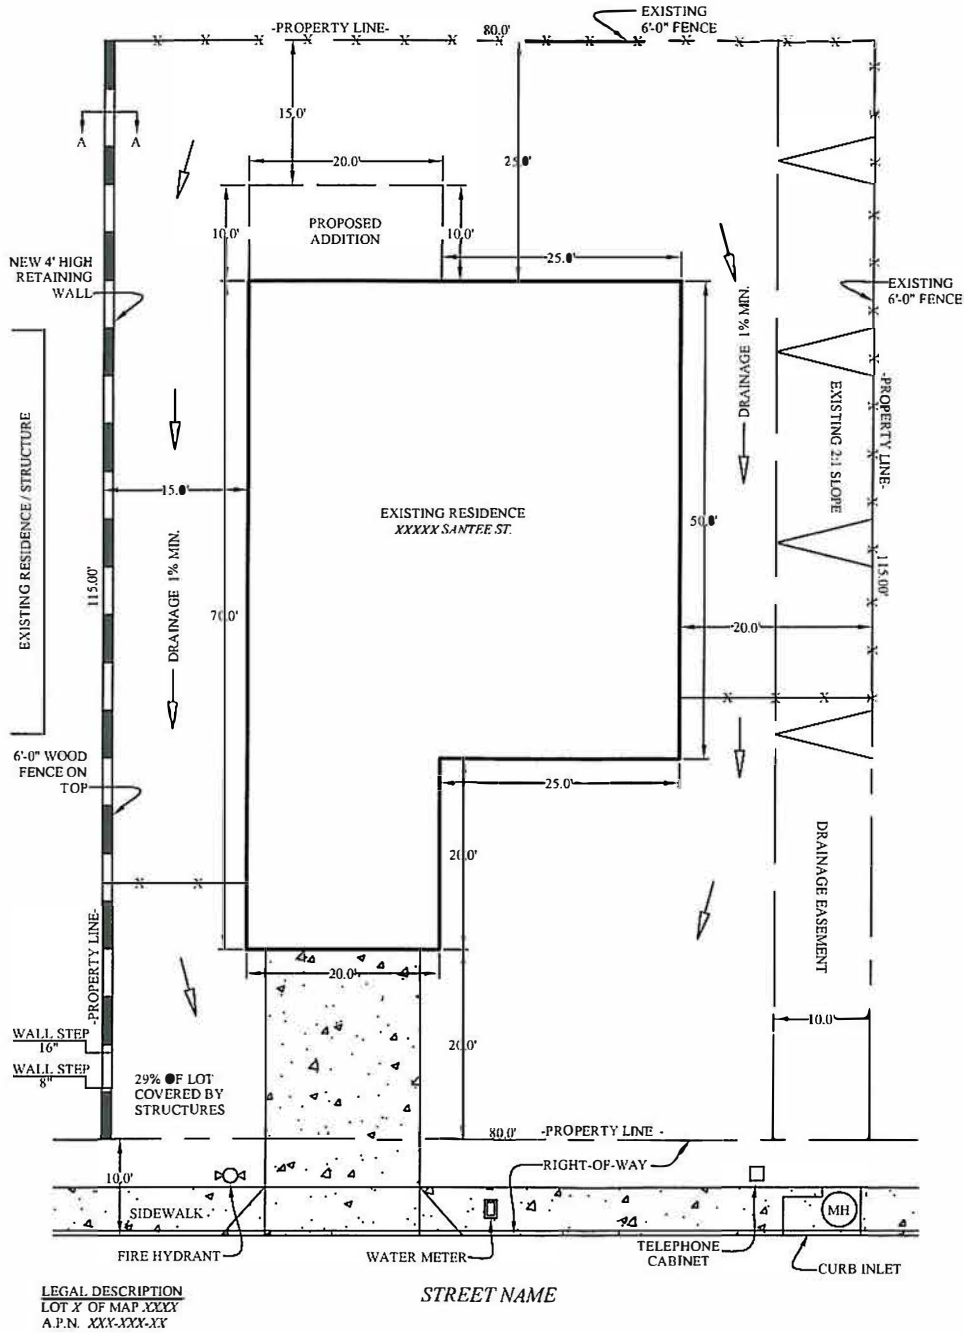 EXISTING
6'-0" FENCE
-PROPERTY LINE-
80.0'
15.0'
A
A
20.0'
25.0'
PROPOSED
ADDITION
10.0'
10.0'
25.0'
NEW 4' HIGH
RETAINING
WALL
EXISTING
6'-0" FENCE
DRAINAGE 1% MIN.
-PROPERTY LINE-
EXISTING 2:1 SLOPE
EXISTING RESIDENCE / STRUCTURE
15.0'
EXISTING RESIDENCE
XXXXX SANTEE ST.
50.0'
115.00'
DRAINAGE 1% MIN.
70.0'
115.00'
20.0'
6'-0" WOOD
FENCE ON
TOP
25.0'
20.0'
DRAINAGE EASEMENT
-PROPERTY LINE-
20.0'
10.0'
WALL STEP
16"
20.0'
WALL STEP
8"
29% OF LOT
COVERED BY
STRUCTURES
80.0'
-PROPERTY LINE -
RIGHT-OF-WAY
10.0'
SIDEWALK
MH
FIRE HYDRANT
WATER METER
TELEPHONE
CABINET
CURB INLET
LEGAL DESCRIPTION
LOT X OF MAP XXXX
A.P.N. XXX-XXX-XX
STREET NAME